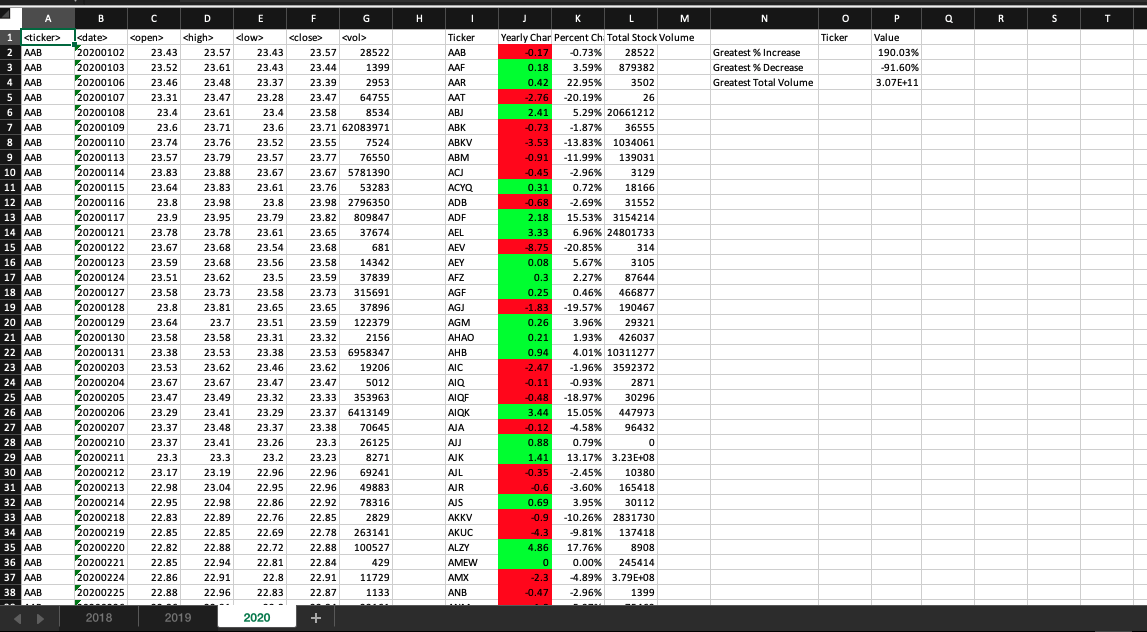 A B C D E F G H I J K L M N O P Q R S T
1 <ticker> <date> <open> <high> <low> <close> <vol> Ticker Yearly Char Percent Ch Total Stock Volume Ticker Value
2 AAB 20200102 23.43 23.57 23.43 23.57 28522 AAB -0.17 -0.73% 28522 Greatest % Increase 190.03%
3 AAB 20200103 23.52 23.61 23.43 23.44 1399 AAF 0.18 3.59% 879382 Greatest % Decrease -91.60%
4 AAB 20200106 23.46 23.48 23.37 23.39 2953 AAR 0.42 22.95% 3502 Greatest Total Volume 3.07E+11
5 AAB 20200107 23.31 23.47 23.28 23.47 64755 AAT -2.76 -20.19% 26
6 AAB 20200108 23.4 23.61 23.4 23.58 8534 ABJ 2.41 5.29% 20661212
7 AAB 20200109 23.6 23.71 23.6 23.71 62083971 ABK -0.73 -1.87% 36555
8 AAB 20200110 23.74 23.76 23.52 23.55 7524 ABKV -3.53 -13.83% 1034061
9 AAB 20200113 23.57 23.79 23.57 23.77 76550 ABM -0.91 -11.99% 139031
10 AAB 20200114 23.83 23.88 23.67 23.67 5781390 ACJ -0.45 -2.96% 3129
11 AAB 20200115 23.64 23.83 23.61 23.76 53283 ACYQ 0.31 0.72% 18166
12 AAB 20200116 23.8 23.98 23.8 23.98 2796350 ADB -0.68 -2.69% 31552
13 AAB 20200117 23.9 23.95 23.79 23.82 809847 ADF 2.18 15.53% 3154214
14 AAB 20200121 23.78 23.78 23.61 23.65 37674 AEL 3.33 6.96% 24801733
15 AAB 20200122 23.67 23.68 23.54 23.68 681 AEV -8.75 -20.85% 314
16 AAB 20200123 23.59 23.68 23.56 23.58 14342 AEY 0.08 5.67% 3105
17 AAB 20200124 23.51 23.62 23.5 23.59 37839 AFZ 0.3 2.27% 87644
18 AAB 20200127 23.58 23.73 23.58 23.73 315691 AGF 0.25 0.46% 466877
19 AAB 20200128 23.8 23.81 23.65 23.65 37896 AGJ -1.83 -19.57% 190467
20 AAB 20200129 23.64 23.7 23.51 23.59 122379 AGM 0.26 3.96% 29321
21 AAB 20200130 23.58 23.58 23.31 23.32 2156 AHAO 0.21 1.93% 426037
22 AAB 20200131 23.38 23.53 23.38 23.53 6958347 AHB 0.94 4.01% 10311277
23 AAB 20200203 23.53 23.62 23.46 23.62 19206 AIC -2.47 -1.96% 3592372
24 AAB 20200204 23.67 23.67 23.47 23.47 5012 AIQ -0.11 -0.93% 2871
25 AAB 20200205 23.47 23.49 23.32 23.33 353963 AIQF -0.48 -18.97% 30296
26 AAB 20200206 23.29 23.41 23.29 23.37 6413149 AIQK 3.44 15.05% 447973
27 AAB 20200207 23.37 23.48 23.37 23.38 70645 AJA -0.12 -4.58% 96432
28 AAB 20200210 23.37 23.41 23.26 23.3 26125 AJJ 0.88 0.79% 0
29 AAB 20200211 23.3 23.3 23.2 23.23 8271 AJK 1.41 13.17% 3.23E+08
30 AAB 20200212 23.17 23.19 22.96 22.96 69241 AJL -0.35 -2.45% 10380
31 AAB 20200213 22.98 23.04 22.95 22.96 49883 AJR -0.6 -3.60% 165418
32 AAB 20200214 22.95 22.98 22.86 22.92 78316 AJS 0.69 3.95% 30112
33 AAB 20200218 22.83 22.89 22.76 22.85 2829 AKKV -0.9 -10.26% 2831730
34 AAB 20200219 22.85 22.85 22.69 22.78 263141 AKUC -4.3 -9.81% 137418
35 AAB 20200220 22.82 22.88 22.72 22.88 100527 ALZY 4.86 17.76% 8908
36 AAB 20200221 22.85 22.94 22.81 22.84 429 AMEW 0 0.00% 245414
37 AAB 20200224 22.86 22.91 22.8 22.91 11729 AMX -2.3 -4.89% 3.79E+08
38 AAB 20200225 22.88 22.96 22.83 22.87 1133 ANB -0.47 -2.96% 1399
2018 2019 2020 +